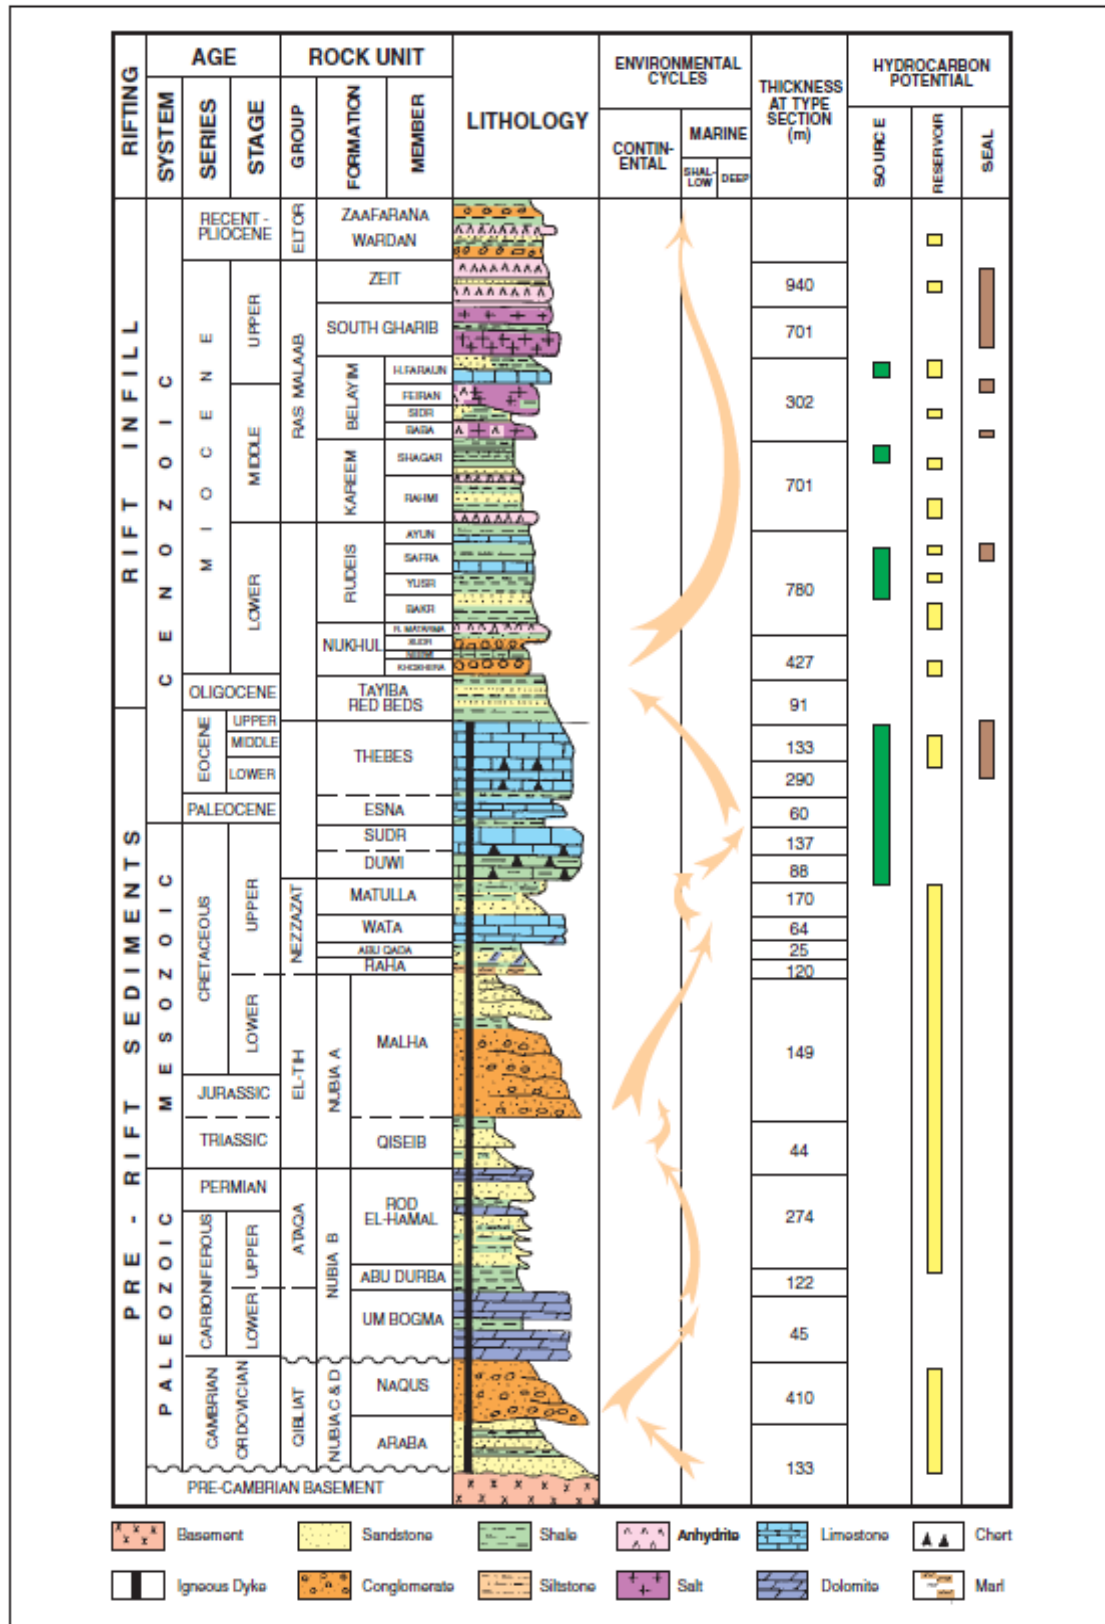 RIFTING
AGE
SYSTEM
SERIES
STAGE
ROCK UNIT
GROUP
FORMATION
MEMBER
LITHOLOGY
ENVIRONMENTAL
CYCLES
CONTIN-
ENTAL
MARINE
SHAL-
LOW
DEEP
THICKNESS
AT TYPE
SECTION
(m)
HYDROCARBON
POTENTIAL
SOURCE
RESERVOIR
SEAL
RIFT INFILL
PRE - RIFT SEDIMENTS
CENOZOIC
MESOZOIC
PALEOZOIC
RECENT -
PLIOCENE
MIOCENE
UPPER
MIDDLE
LOWER
OLIGOCENE
EOCENE
UPPER
MIDDLE
LOWER
PALEOCENE
CRETACEOUS
UPPER
LOWER
JURASSIC
TRIASSIC
PERMIAN
CARBONIFEROUS
UPPER
LOWER
CAMBRIAN
ORDOVICIAN
PRE-CAMBRIAN BASEMENT
ELTOR
RAS MALAAB
NEZZAZAT
EL-TIH
ATAQA
QIBLIAT
ZAAFARANA
WARDAN
ZEIT
SOUTH GHARIB
BELAYIM
H.FARAUN
FEIRAN
SIDR
BABA
KAREEM
SHAGAR
RAHMI
RUDEIS
AYUN
SAFRA
YUSR
BAKR
NUKHUL
TAYIBA
RED BEDS
THEBES
ESNA
SUDR
DUWI
MATULLA
WATA
ABU QADA
RAHA
NUBIA A
MALHA
QISEIB
NUBIA B
ROD
EL-HAMAL
ABU DURBA
UM BOGMA
NUBIA C & D
NAQUS
ARABA
940
701
302
701
780
427
91
133
290
60
137
88
170
64
25
120
149
44
274
122
45
410
133
Basement
Sandstone
Shale
Anhydrite
Limestone
Chert
Igneous Dyke
Conglomerate
Siltstone
Salt
Dolomite
Marl